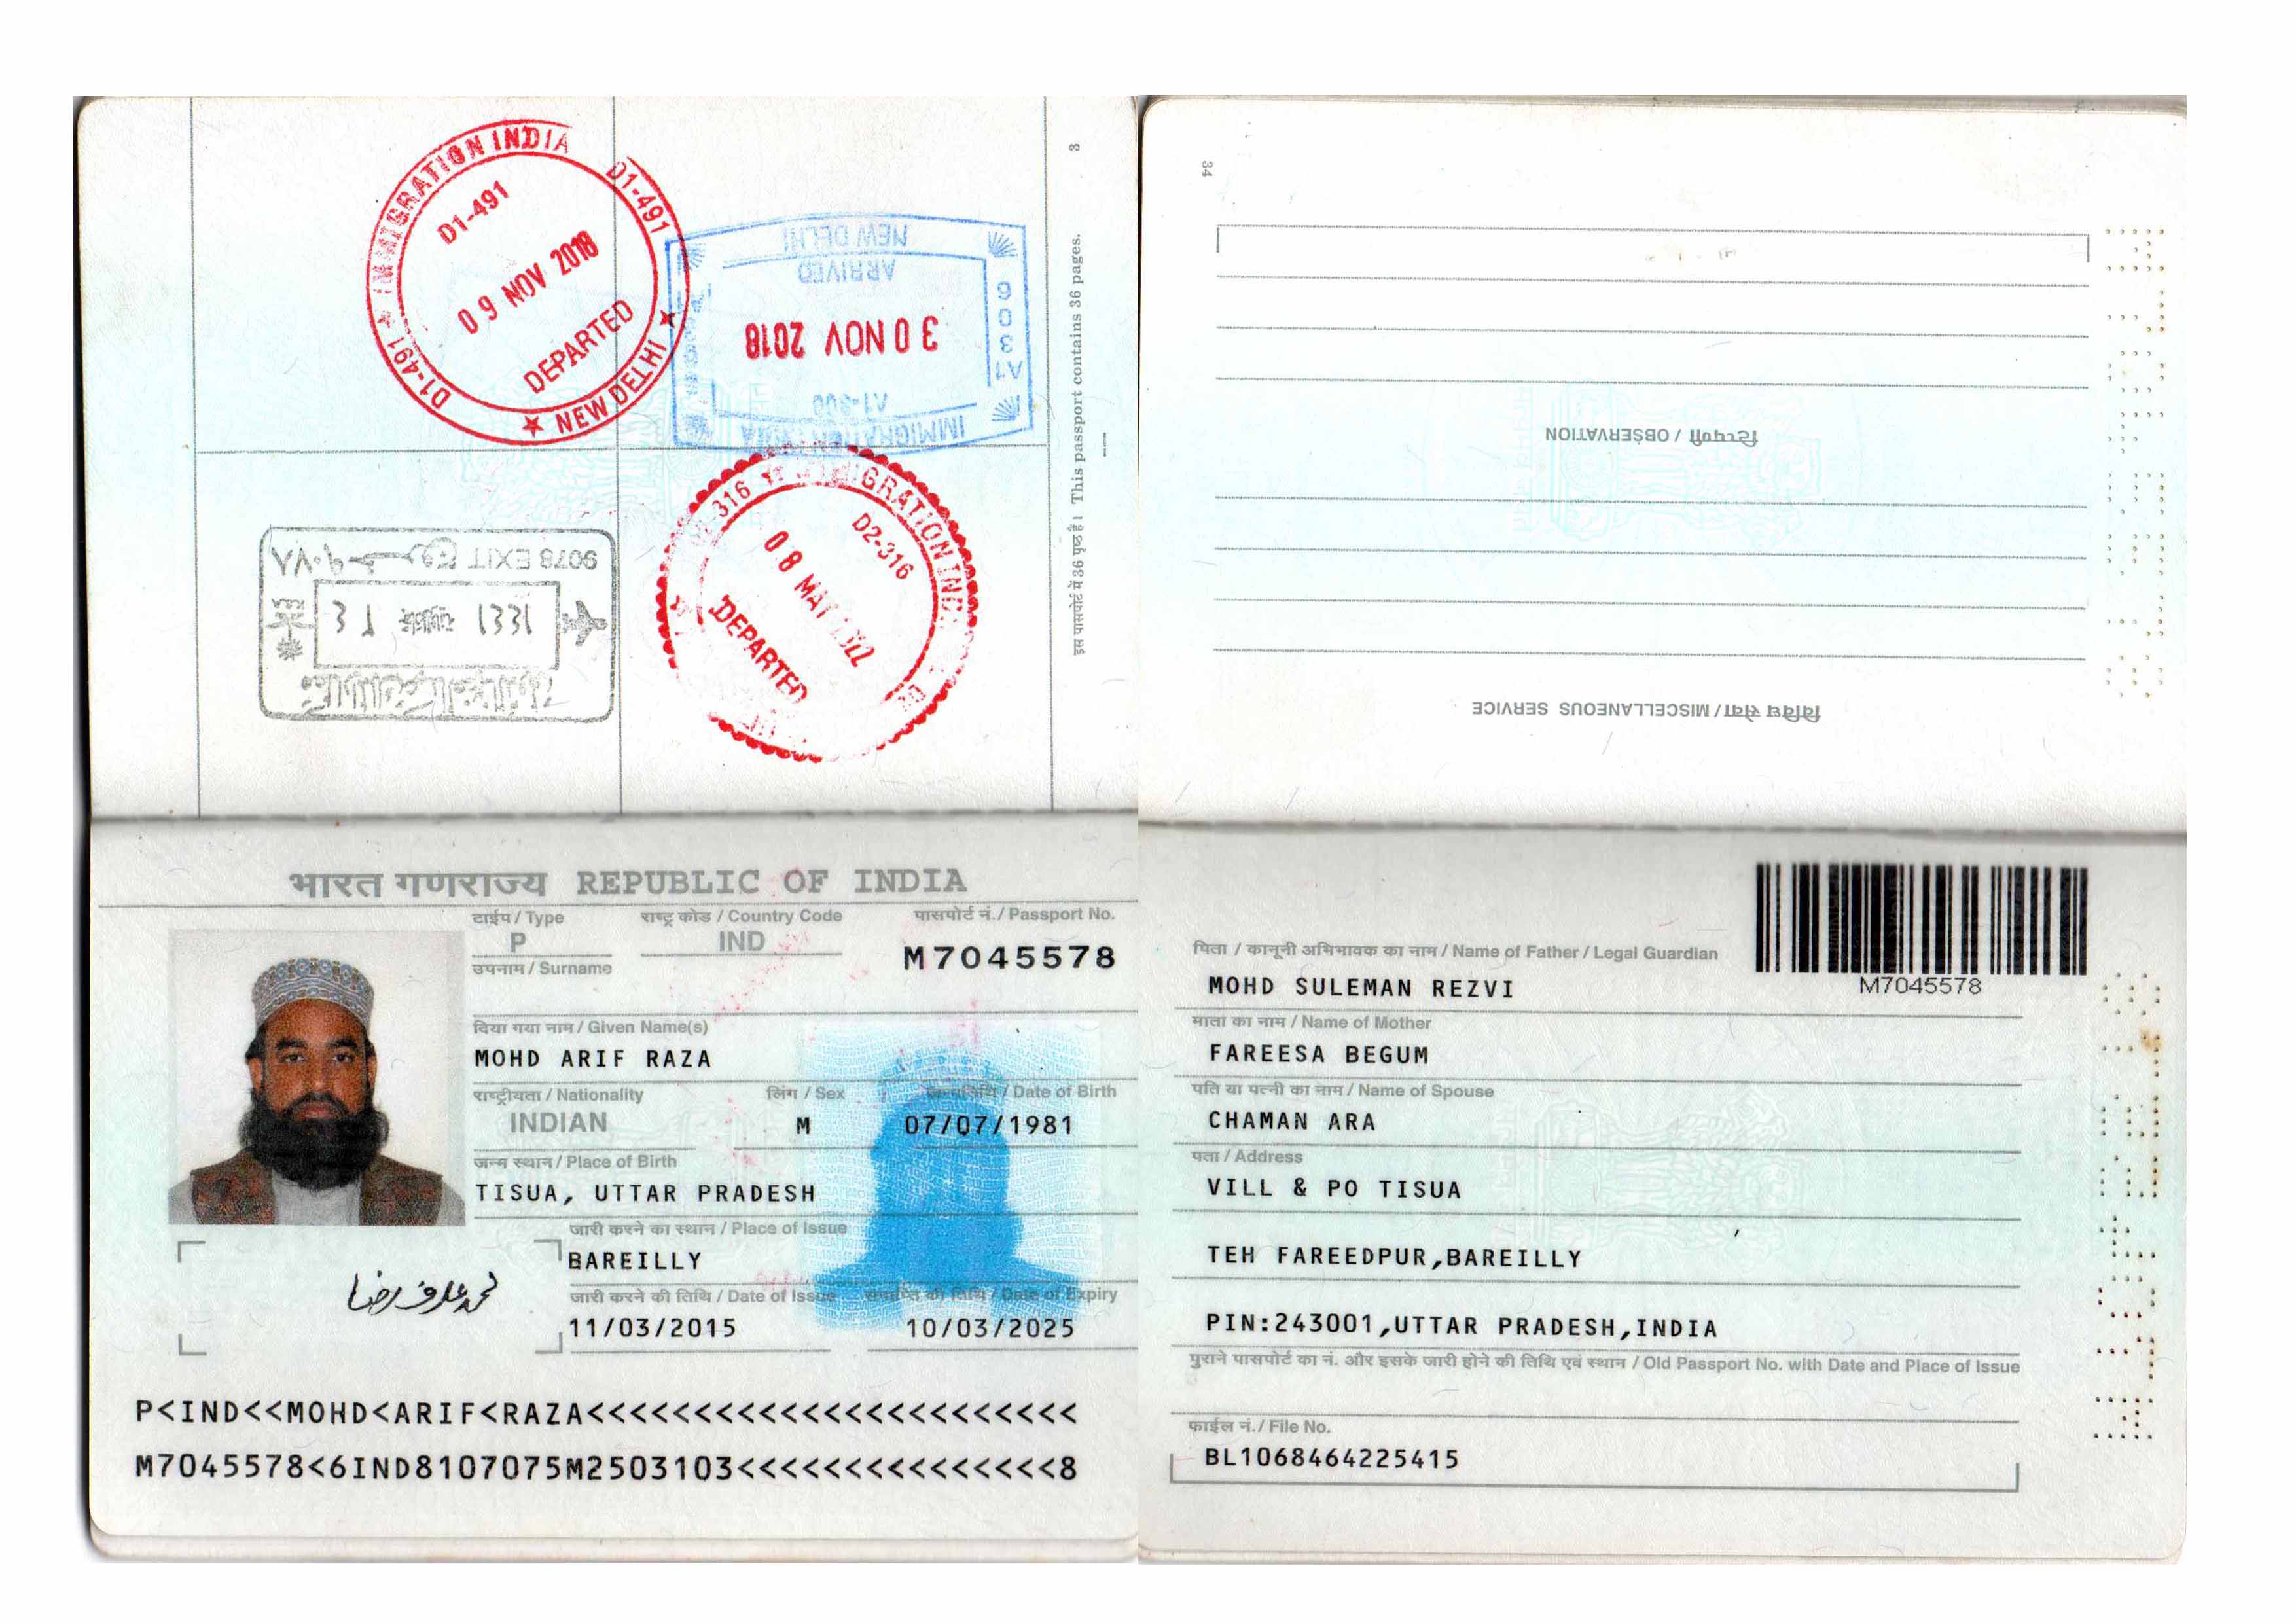 IMMIGRATION INDIA
D1-491
D1-491
09 NOV 2018
DEPARTED
D1-491
NEW DELHI
IMMIGRATION
A1-306
30 NOV 2018
ARRIVED
NEW DELHI
A1 306
316
IMMIGRATION
D2-316
08 MAY
DEPARTED
9078 EXIT خروج ٩٠٧٨
इस पासपोर्ट में 36 पृष्ठ हैं। This passport contains 36 pages.
3
भारत गणराज्य REPUBLIC OF INDIA
टाईप / Type
राष्ट्र कोड / Country Code
पासपोर्ट नं. / Passport No.
P
IND
M7045578
उपनाम / Surname
दिया गया नाम / Given Name(s)
MOHD ARIF RAZA
राष्ट्रीयता / Nationality
लिंग / Sex
जन्मतिथि / Date of Birth
INDIAN
M
07/07/1981
जन्म स्थान / Place of Birth
TISUA, UTTAR PRADESH
जारी करने का स्थान / Place of Issue
BAREILLY
जारी करने की तिथि / Date of Issue
समाप्ति की तिथि / Date of Expiry
11/03/2015
10/03/2025
محمد عارف رضا
P<IND<<MOHD<ARIF<RAZA<<<<<<<<<<<<<<<<<<<<<<<
M7045578<6IND8107075M2503103<<<<<<<<<<<<<<<8
34
टिप्पणी / OBSERVATION
विविध सेवा / MISCELLANEOUS SERVICE
M7045578
पिता / कानूनी अभिभावक का नाम / Name of Father / Legal Guardian
MOHD SULEMAN REZVI
माता का नाम / Name of Mother
FAREESA BEGUM
पति या पत्नी का नाम / Name of Spouse
CHAMAN ARA
पता / Address
VILL & PO TISUA
TEH FAREEDPUR,BAREILLY
PIN:243001,UTTAR PRADESH,INDIA
पुराने पासपोर्ट का नं. और इसके जारी होने की तिथि एवं स्थान / Old Passport No. with Date and Place of Issue
फाईल नं. / File No.
BL1068464225415